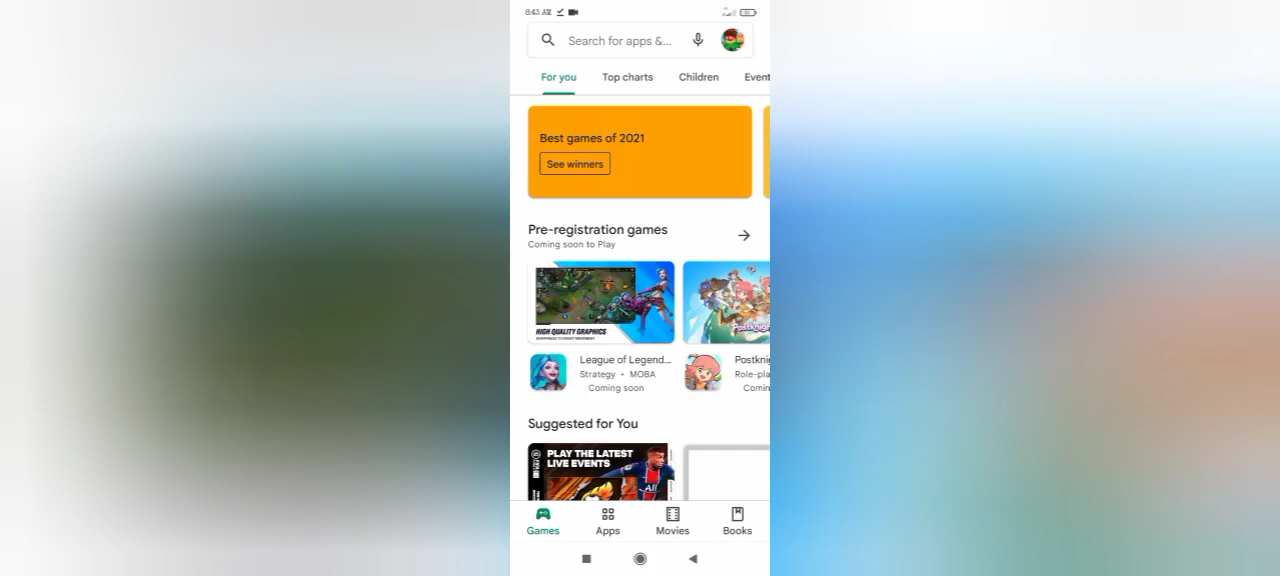 8:43 AM
Search for apps &...
For you
Top charts
Children
Event
Best games of 2021
See winners
Pre-registration games
Coming soon to Play
HIGH QUALITY GRAPHICS
League of Legend...
Strategy • MOBA
Coming soon
Postkni
Role-pla
Comin
Suggested for You
PLAY THE LATEST
LIVE EVENTS
Games
Apps
Movies
Books